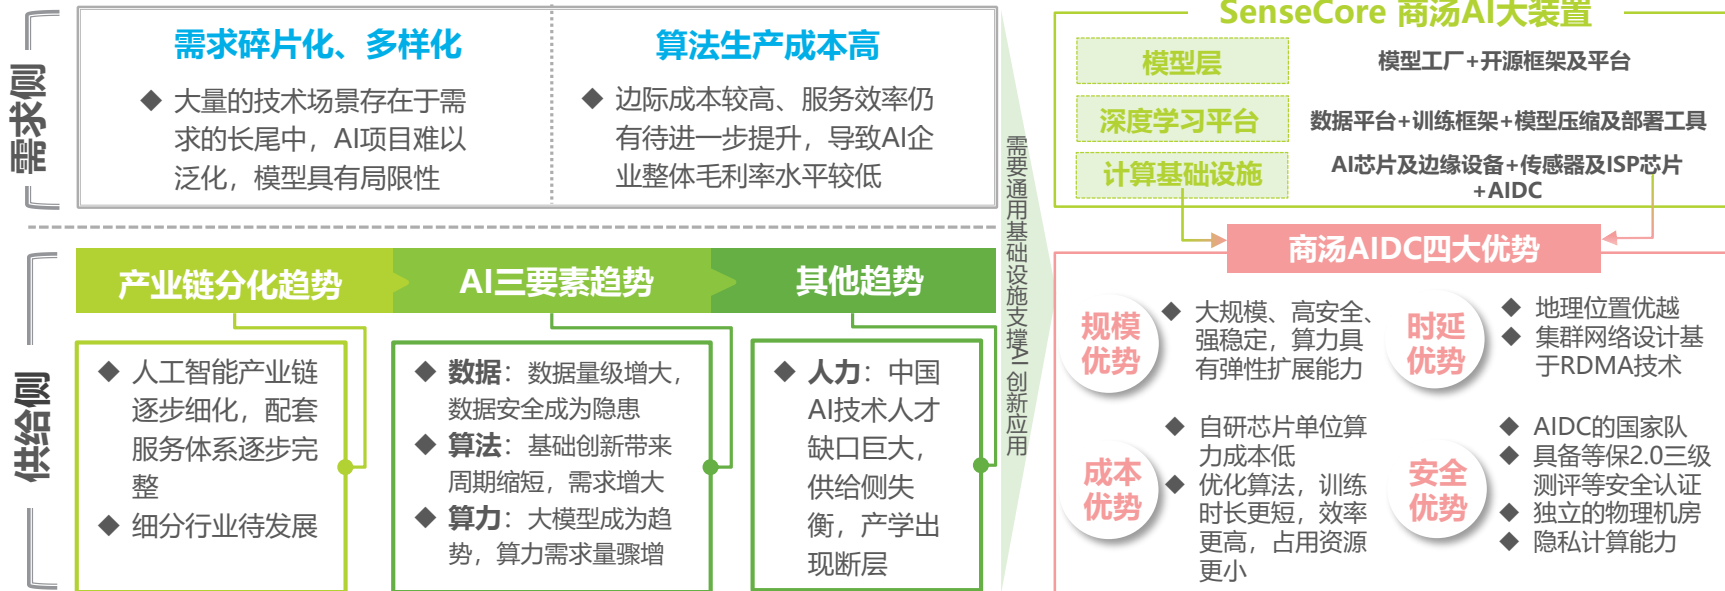 需求侧
需求碎片化、多样化
◆ 大量的技术场景存在于需
求的长尾中，AI项目难以
泛化，模型具有局限性
算法生产成本高
◆ 边际成本较高、服务效率仍
有待进一步提升，导致AI企
业整体毛利率水平较低
供给侧
产业链分化趋势
◆ 人工智能产业链
逐步细化，配套
服务体系逐步完
整
◆ 细分行业待发展
AI三要素趋势
◆ 数据：数据量级增大，
数据安全成为隐患
◆ 算法：基础创新带来
周期缩短，需求增大
◆ 算力：大模型成为趋
势，算力需求量骤增
其他趋势
◆ 人力：中国
AI技术人才
缺口巨大，
供给侧失
衡，产学出
现断层
需要通用基础设施支撑AI创新应用
SenseCore 商汤AI大装置
模型层
模型工厂+开源框架及平台
深度学习平台
数据平台+训练框架+模型压缩及部署工具
计算基础设施
AI芯片及边缘设备+传感器及ISP芯片
+AIDC
商汤AIDC四大优势
规模
优势
◆ 大规模、高安全、
强稳定，算力具
有弹性扩展能力
时延
优势
◆ 地理位置优越
◆ 集群网络设计基
于RDMA技术
成本
优势
◆ 自研芯片单位算
力成本低
◆ 优化算法，训练
时长更短，效率
更高，占用资源
更小
安全
优势
◆ AIDC的国家队
◆ 具备等保2.0三级
测评等安全认证
◆ 独立的物理机房
◆ 隐私计算能力